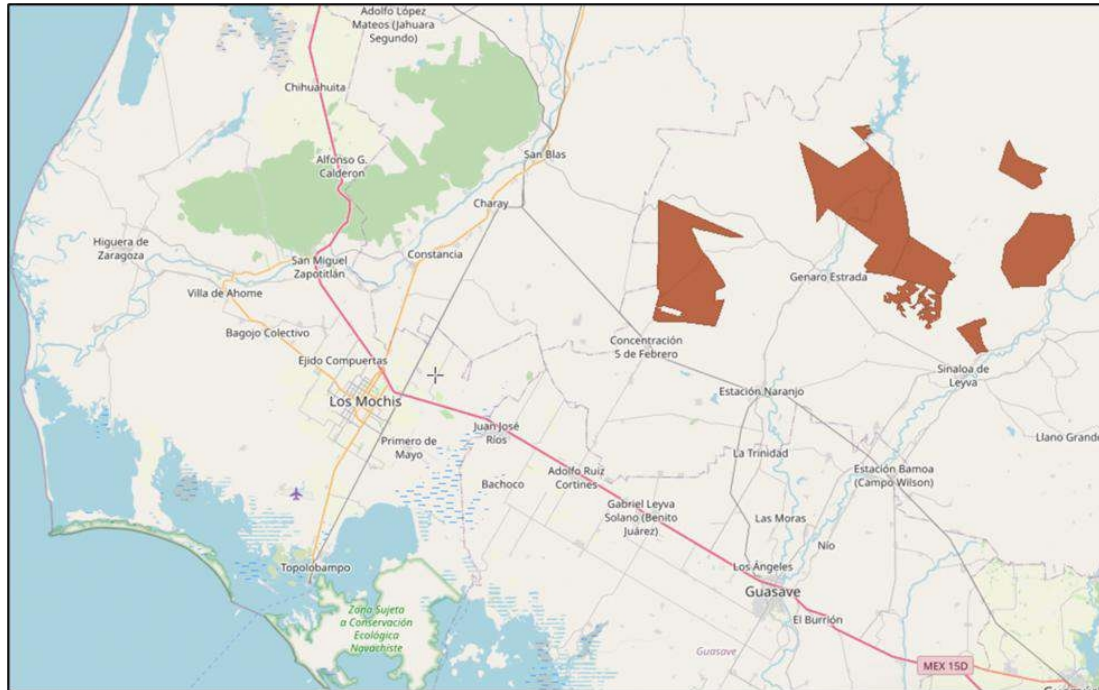 Adolfo López
Mateos (Jahuara
Segundo)
Chihuahuita
San Blas
Alfonso G.
Calderon
Charay
Higuera de
Zaragoza
Constancia
San Miguel
Zapotitlán
Genaro Estrada
Villa de Ahome
Bagojo Colectivo
Concentración
5 de Febrero
Ejido Compuertas
Sinaloa de
Leyva
Estación Naranjo
Los Mochis
Juan José
Ríos
Llano Grande
Primero de
Mayo
La Trinidad
Adolfo Ruiz
Cortines
Estación Bamoa
(Campo Wilson)
Bachoco
Gabriel Leyva
Solano (Benito
Juárez)
Las Moras
Nío
Topolobampo
Los Ángeles
Guasave
Zona Sujeta
a Conservación
Ecológica
Navachiste
El Burrión
Guasave
MEX 15D